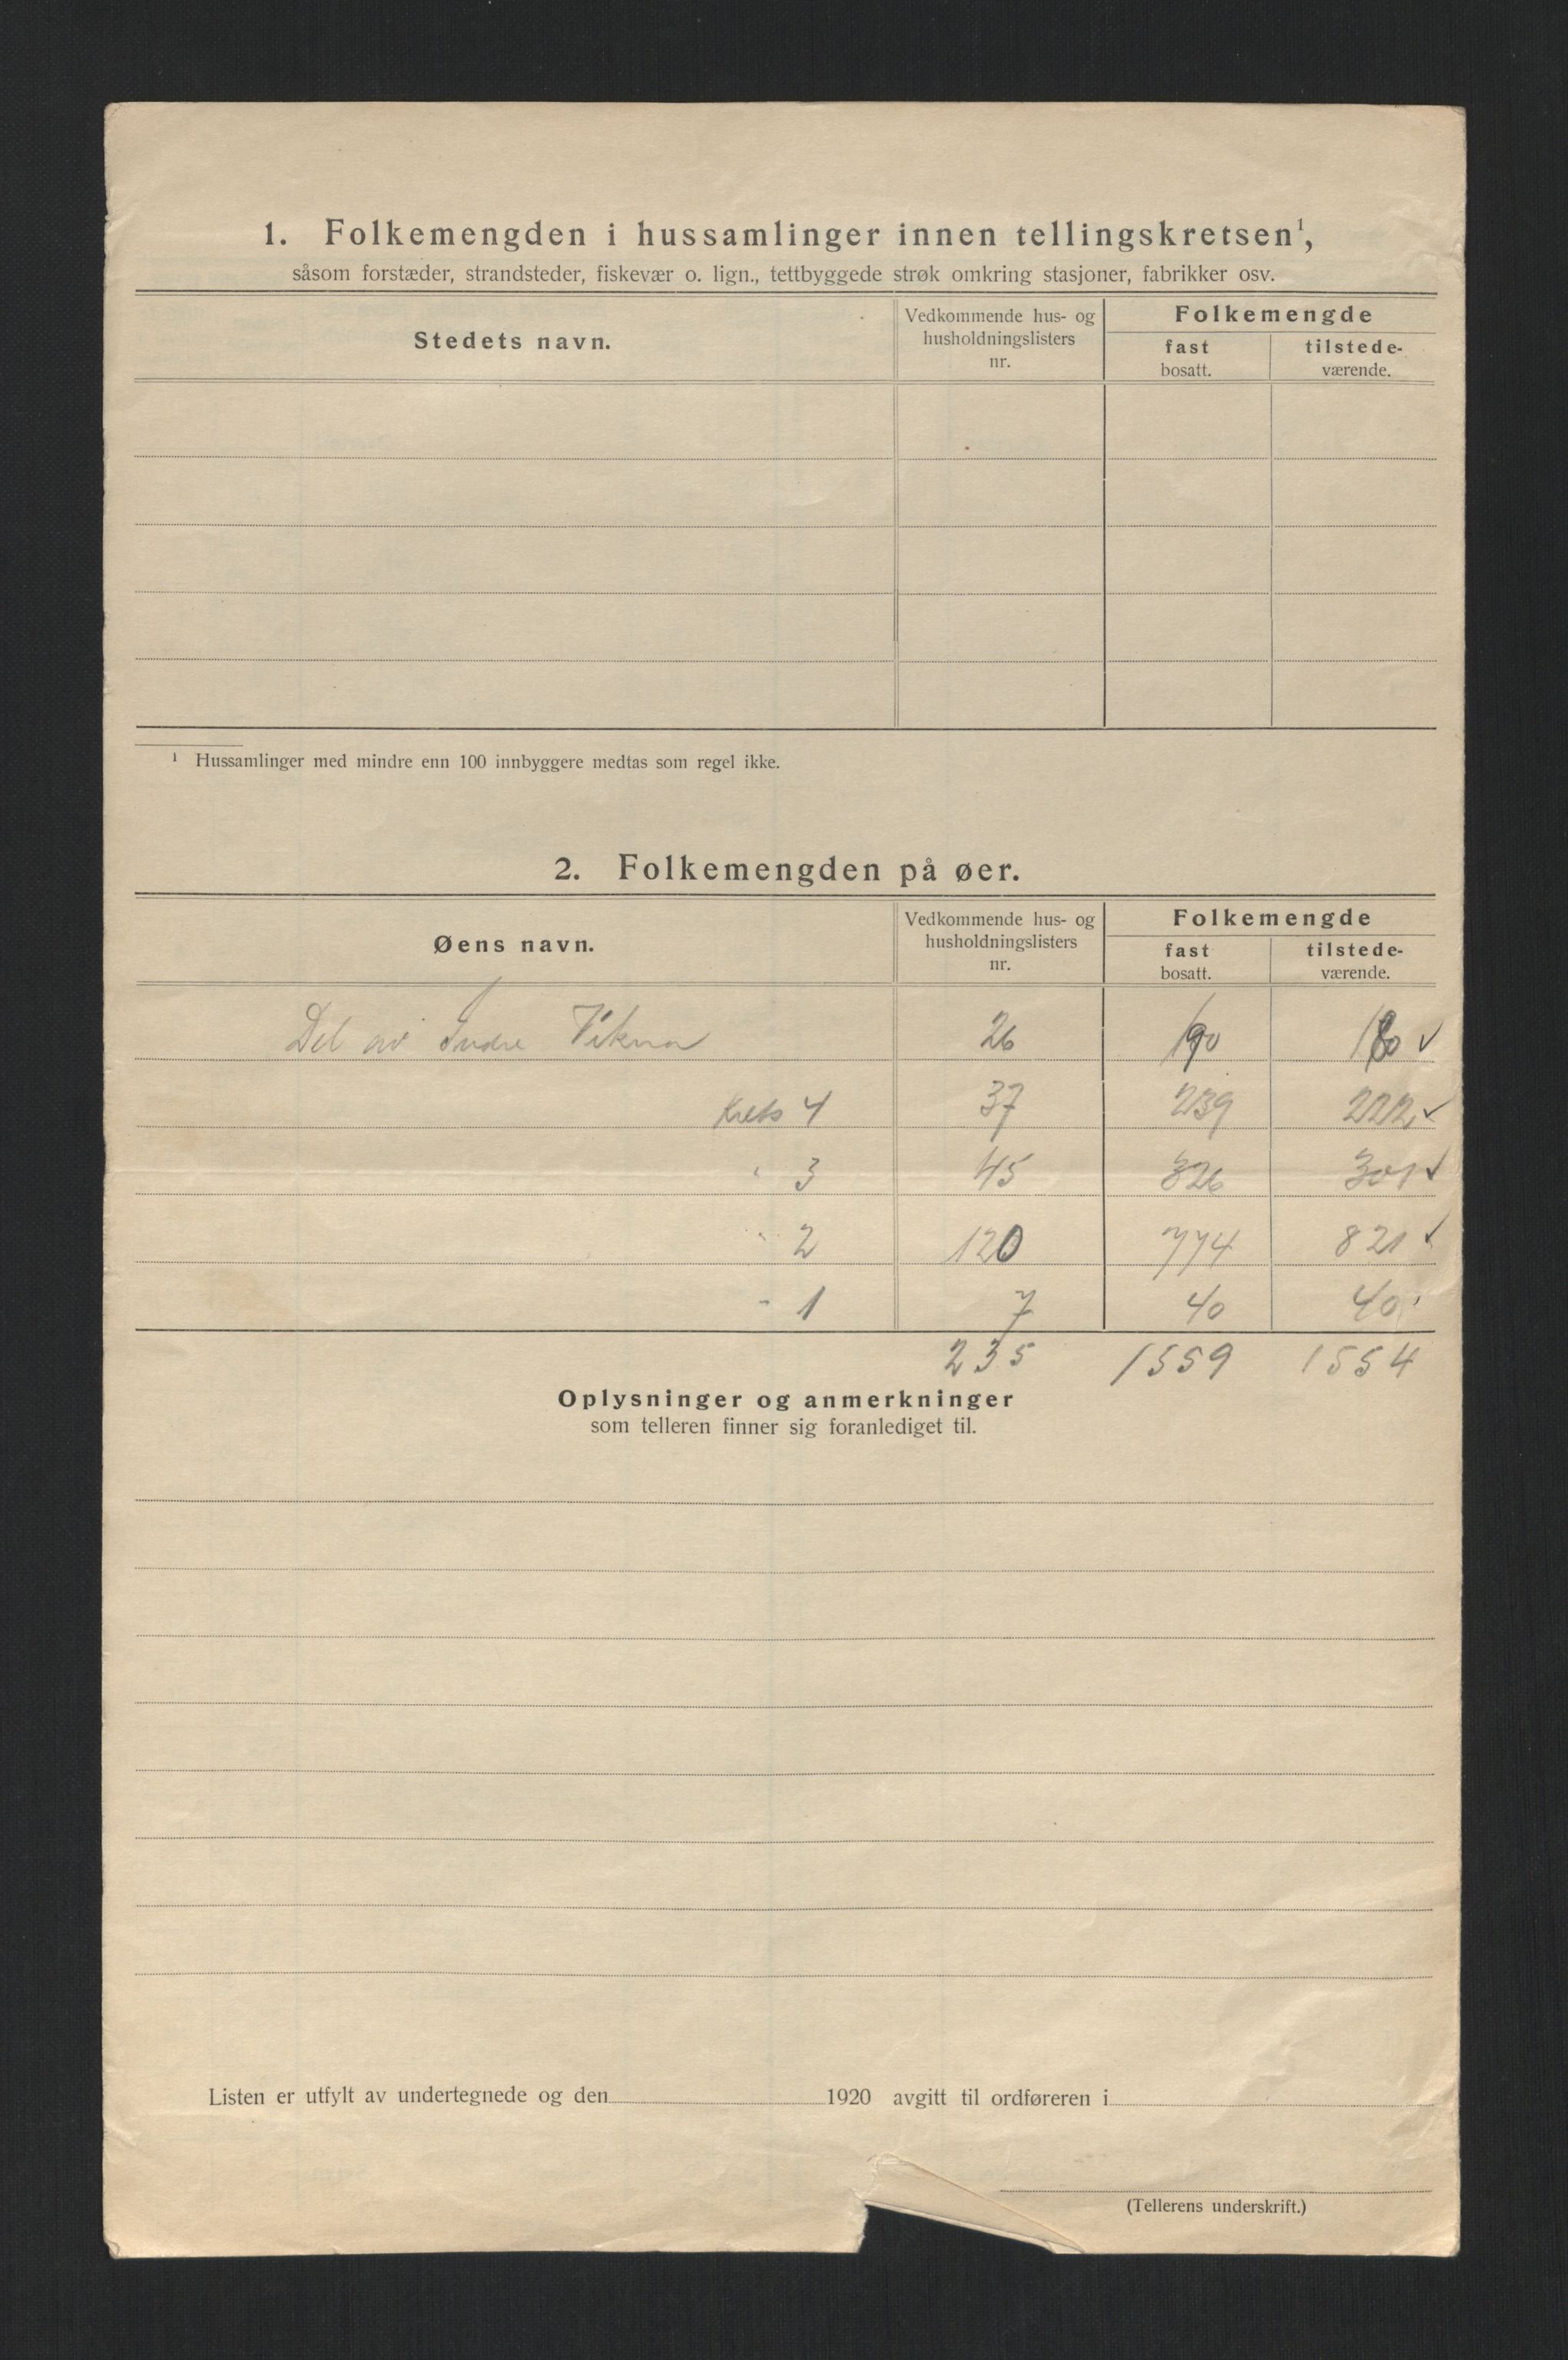 1. Folkemengden i hussamlinger innen tellingskretsen¹,
såsom forstæder, strandsteder, fiskevær o. lign., tettbyggede strøk omkring stasjoner, fabrikker osv.
Stedets navn.
Vedkommende hus- og
husholdningslisters
nr.
Folkemengde
fast
bosatt.
tilstede-
værende.
¹ Hussamlinger med mindre enn 100 innbyggere medtas som regel ikke.
2. Folkemengden på øer.
Øens navn.
Vedkommende hus- og
husholdningslisters
nr.
Folkemengde
fast
bosatt.
tilstede-
værende.
Del av Indre Vikna 26 190 180 ✓
Krets 4 37 239 222 ✓
" 3 45 326 301 ✓
" 2 120 774 821 ✓
" 1 7 40 40
235 1559 1554
Oplysninger og anmerkninger
som telleren finner sig foranlediget til.
Listen er utfylt av undertegnede og den 1920 avgitt til ordføreren i
(Tellerens underskrift.)